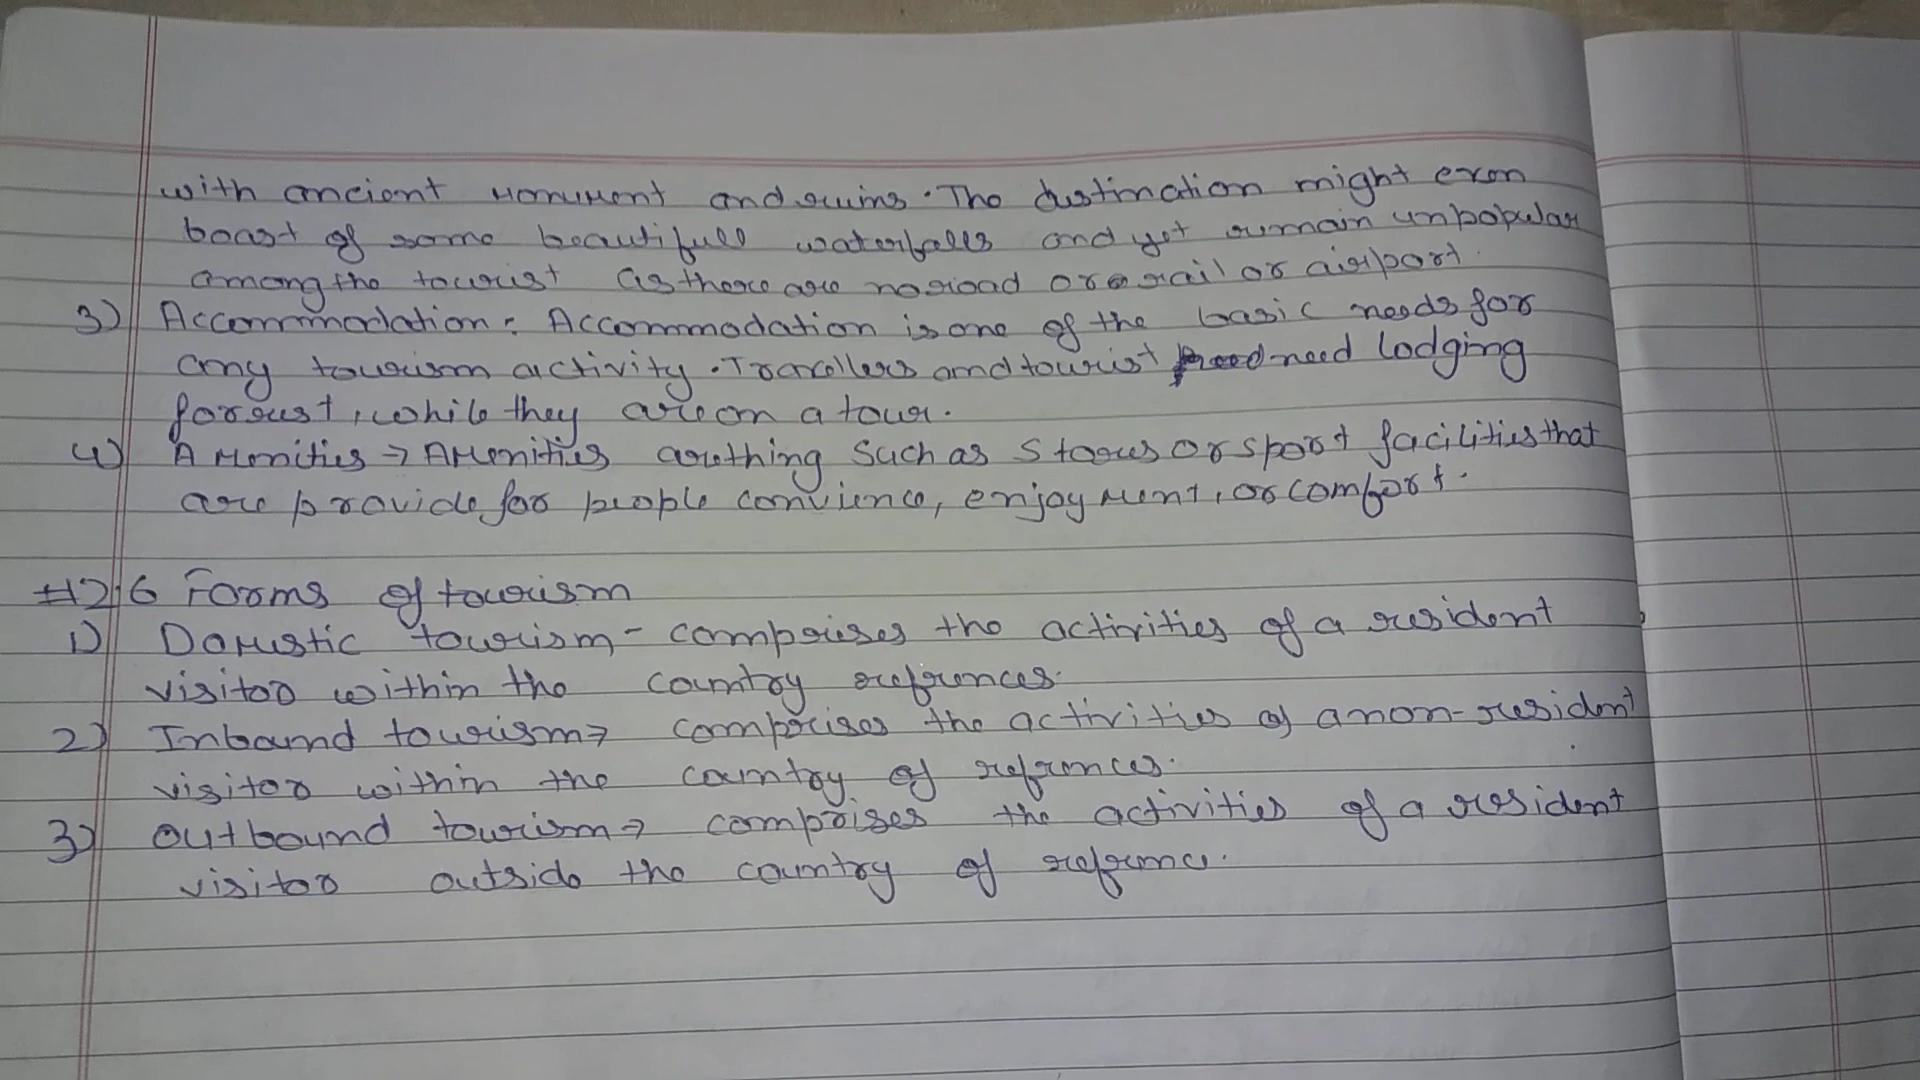 with ancient monument and ruins. The destination might even
boast of some beautifull waterfalls and yet remain unpopular
among the tourist as there are no road or rail or airport.
3) Accommodation: Accommodation is one of the basic needs for
any tourism activity. Travellers and tourist need need lodging
for rest, while they are on a tour.
4) Amenities → Amenities are thing such as stores or sport facilities that
are provide for people convience, enjoyment, or comfort.
#2.6 Forms of tourism
1) Domestic tourism - comprises the activities of a resident
visitor within the country refrences.
2) Inbound tourism → comprises the activities of a non-resident
visitor within the country of refrences.
3) Outbound tourism → comprises the activities of a resident
visitor outside the country of refrence.